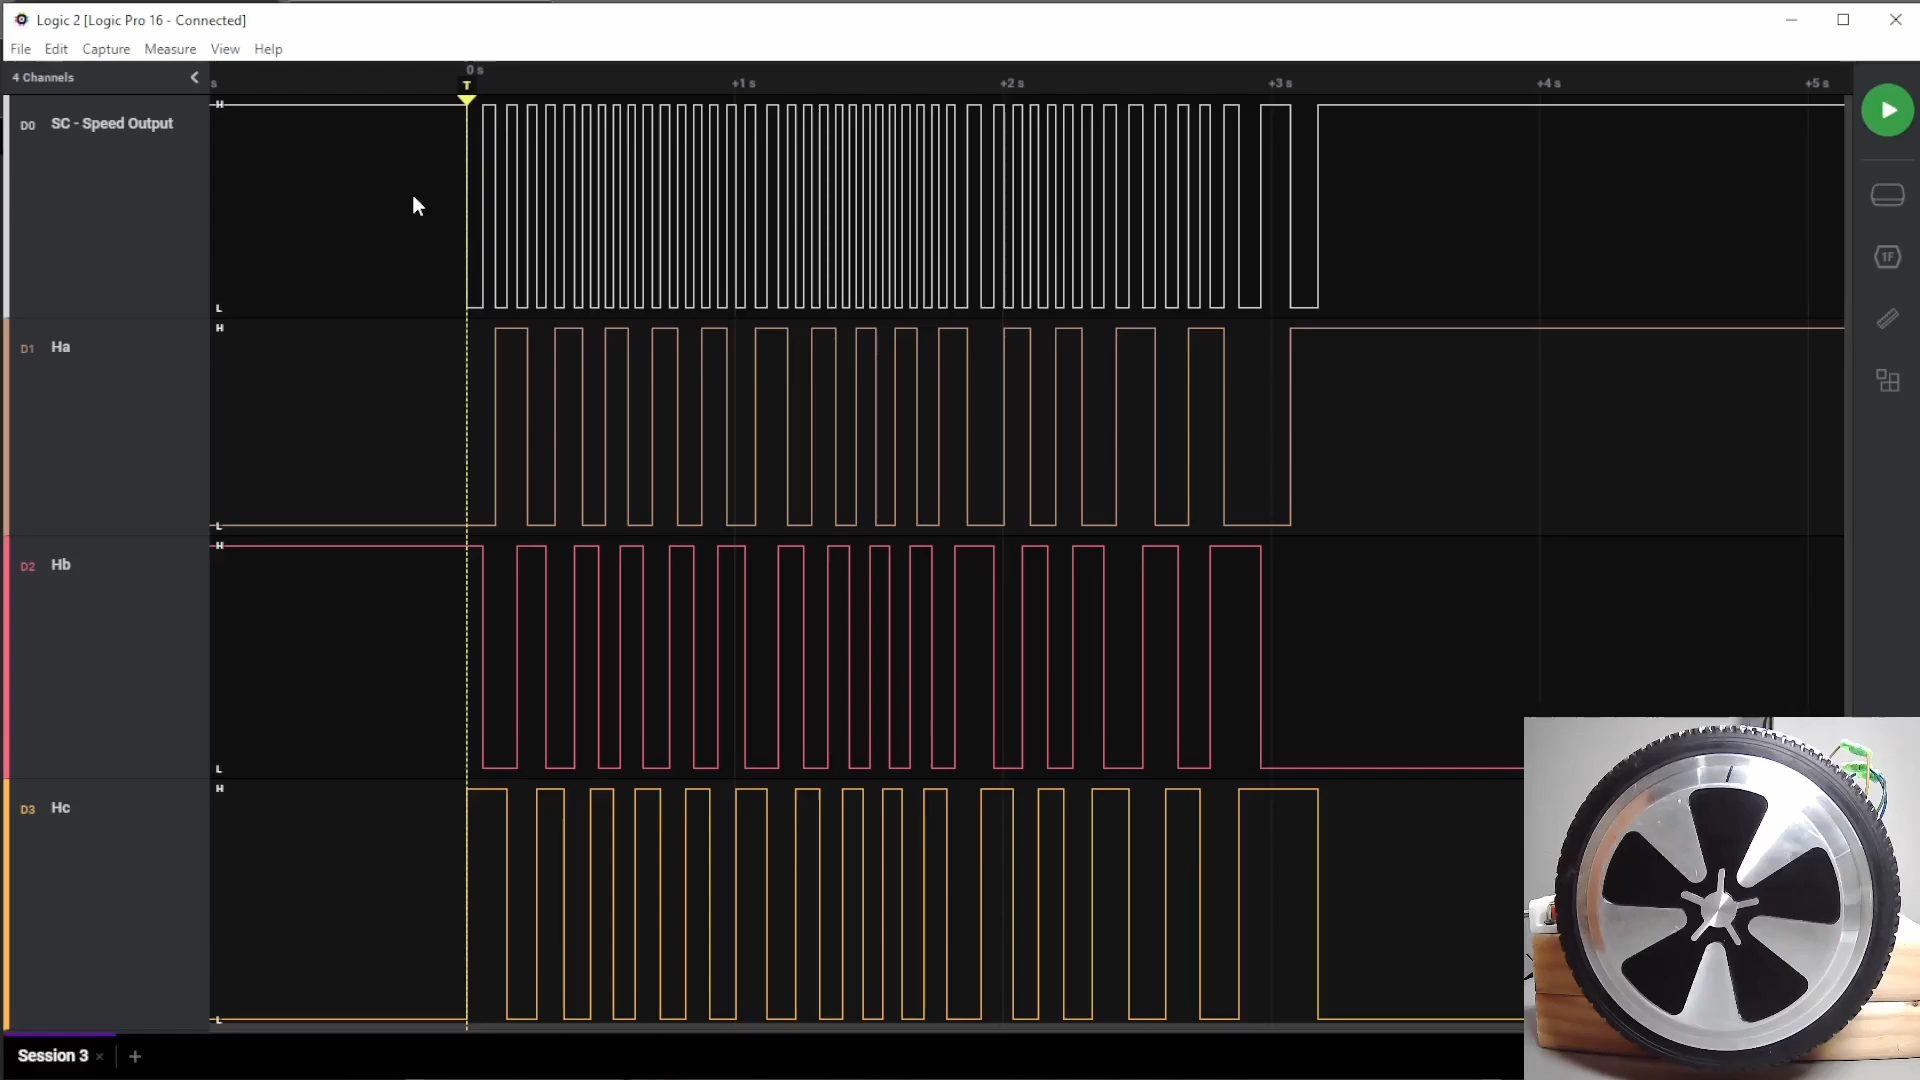 Logic 2 [Logic Pro 16 - Connected]
File Edit Capture Measure View Help
4 Channels
s 0 s +1 s +2 s +3 s +4 s +5 s
T
D0 SC - Speed Output
H
L
D1 Ha
H
L
D2 Hb
H
L
D3 Hc
H
L
1F
Session 3